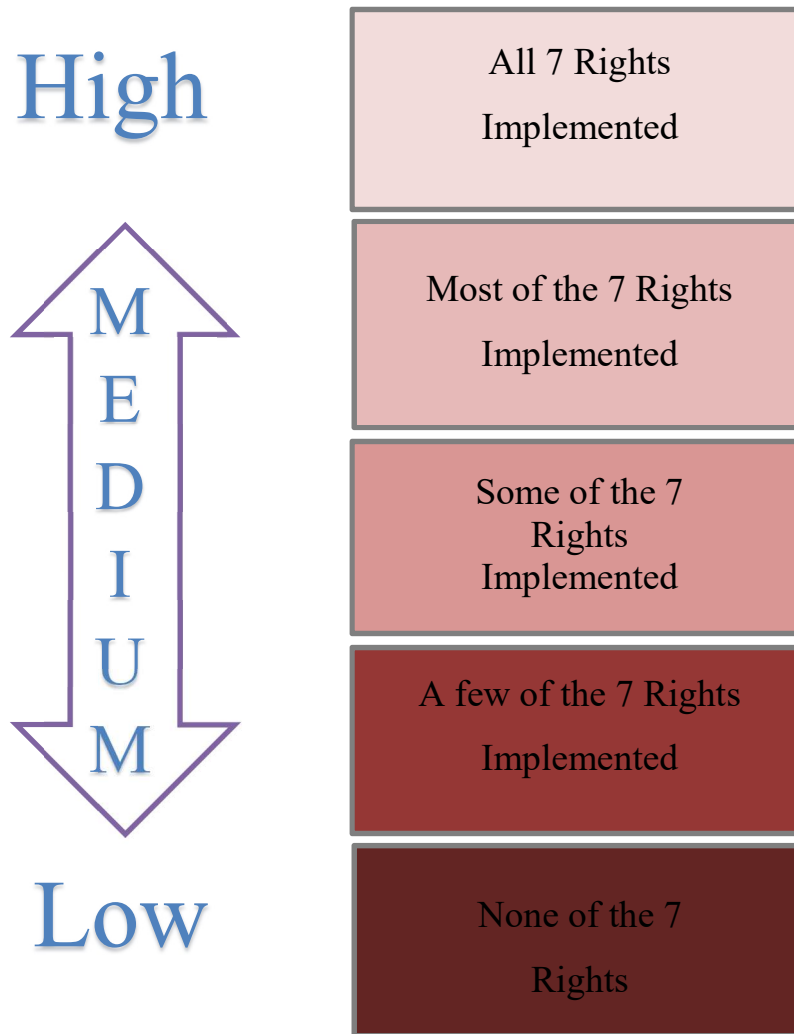 High
All 7 Rights
Implemented
MEDIUM
Most of the 7 Rights
Implemented
Some of the 7
Rights
Implemented
A few of the 7 Rights
Implemented
Low
None of the 7
Rights